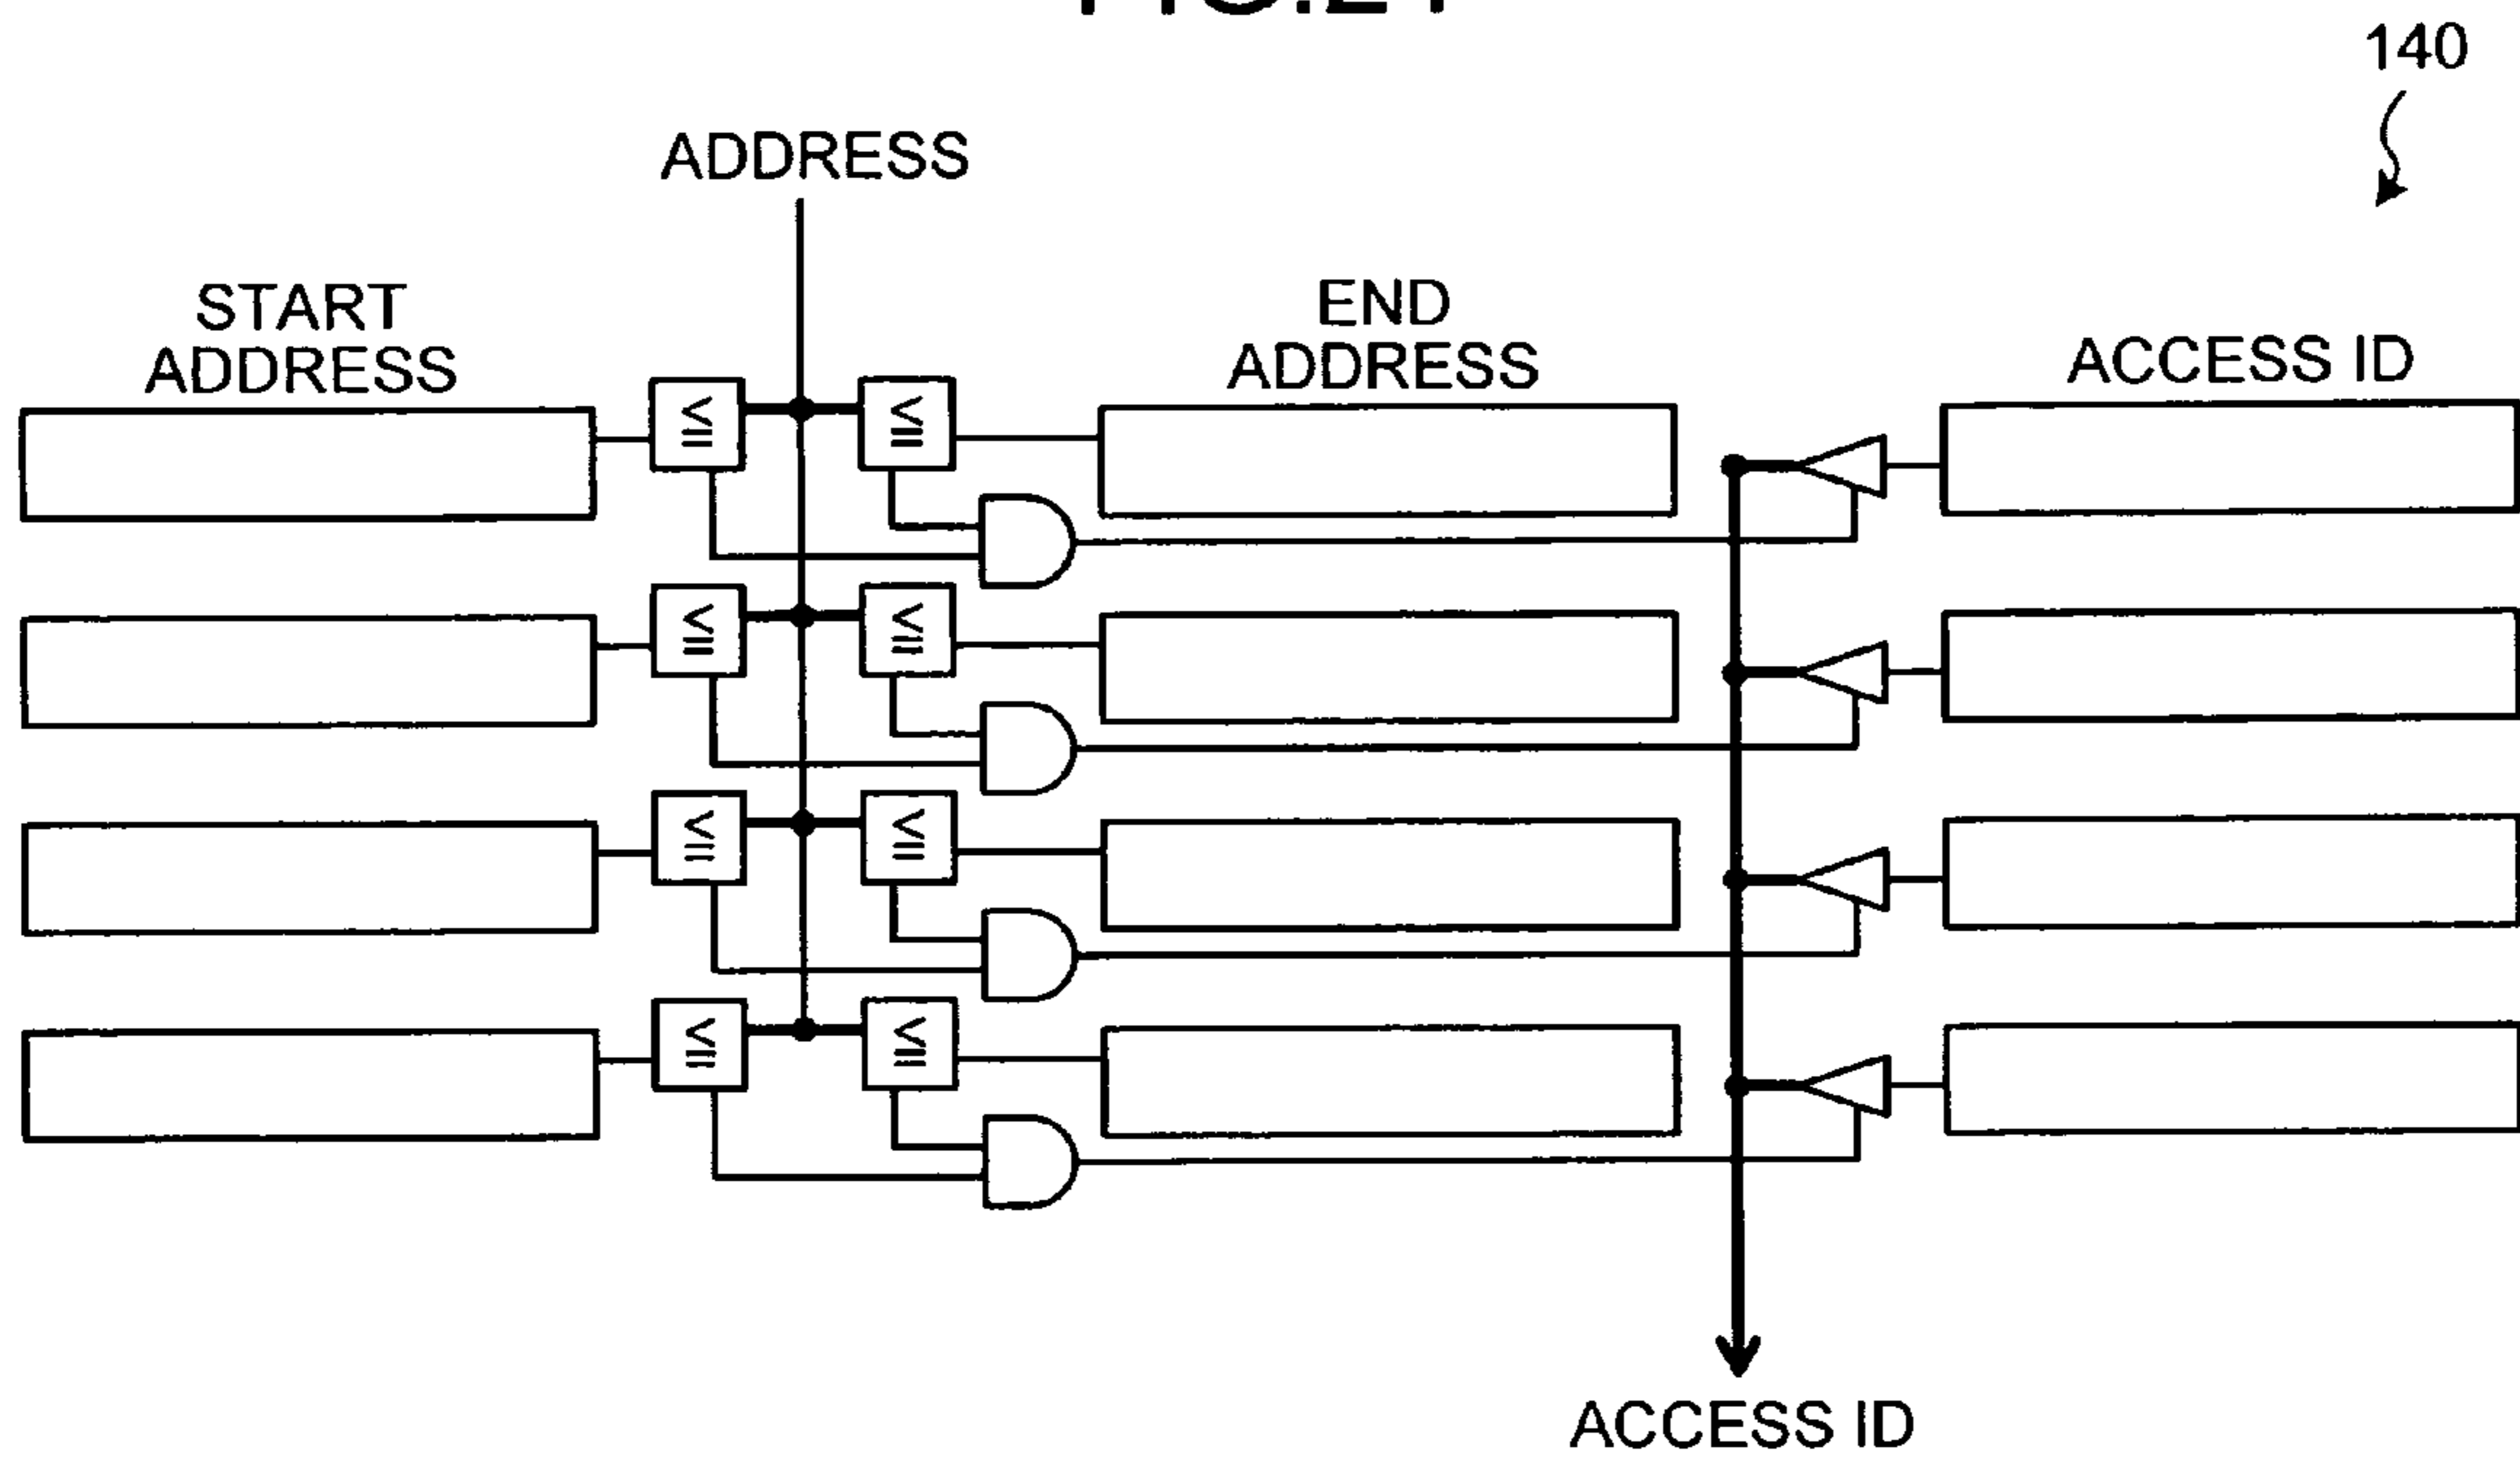 140
ADDRESS
START
ADDRESS
END
ADDRESS
ACCESS ID
≦ ≦
≦ ≦
≦ ≦
≦ ≦
ACCESS ID